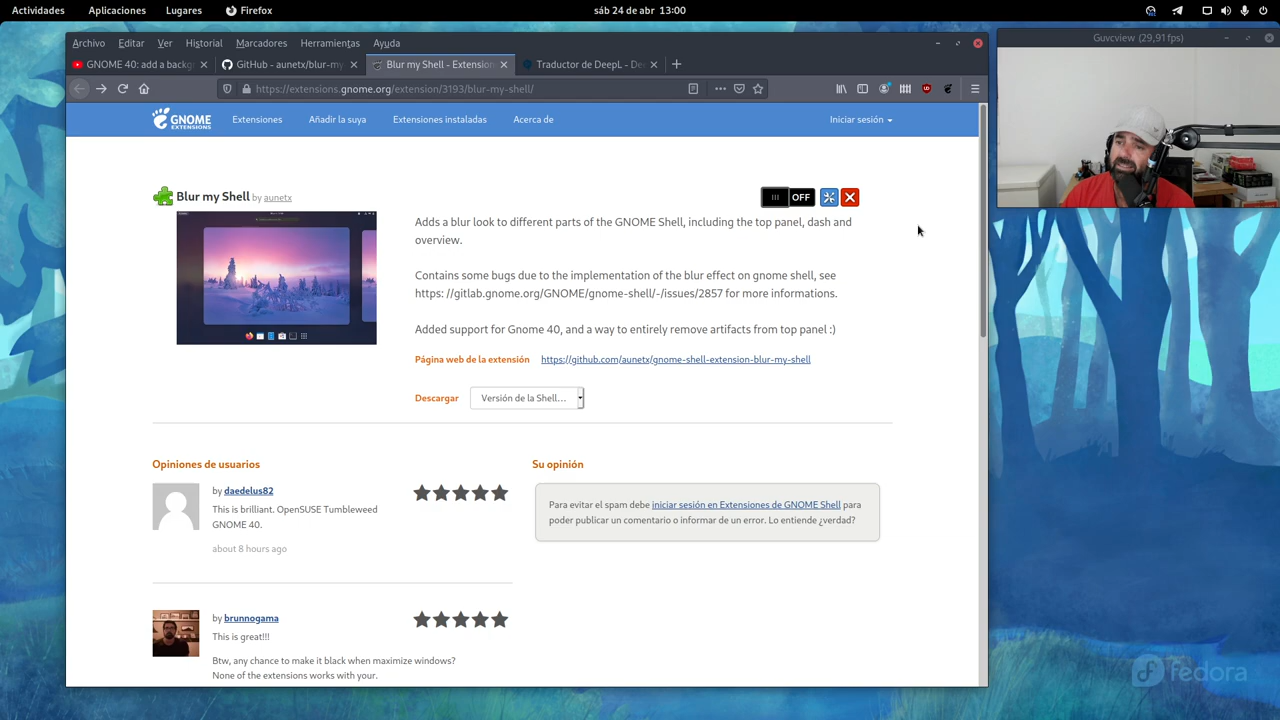 Actividades Aplicaciones Lugares Firefox sáb 24 de abr 13:00
Archivo Editar Ver Historial Marcadores Herramientas Ayuda
Guvcview (29,91 fps)
GNOME 40: add a backg GitHub - aunetx/blur-my- Blur my Shell - Extension Traductor de DeepL - De
https://extensions.gnome.org/extension/3193/blur-my-shell/
GNOME EXTENSIONS Extensiones Añadir la suya Extensiones instaladas Acerca de Iniciar sesión
Blur my Shell by aunetx OFF
Adds a blur look to different parts of the GNOME Shell, including the top panel, dash and
overview.
Contains some bugs due to the implementation of the blur effect on gnome shell, see
https: //gitlab.gnome.org/GNOME/gnome-shell/-/issues/2857 for more informations.
Added support for Gnome 40, and a way to entirely remove artifacts from top panel :)
Página web de la extensión https://github.com/aunetx/gnome-shell-extension-blur-my-shell
Descargar Versión de la Shell...
Opiniones de usuarios
Su opinión
by daedelus82
This is brilliant. OpenSUSE Tumbleweed
GNOME 40.
about 8 hours ago
Para evitar el spam debe iniciar sesión en Extensiones de GNOME Shell para
poder publicar un comentario o informar de un error. Lo entiende ¿verdad?
by brunnogama
This is great!!!
Btw, any chance to make it black when maximize windows?
None of the extensions works with your.
fedora